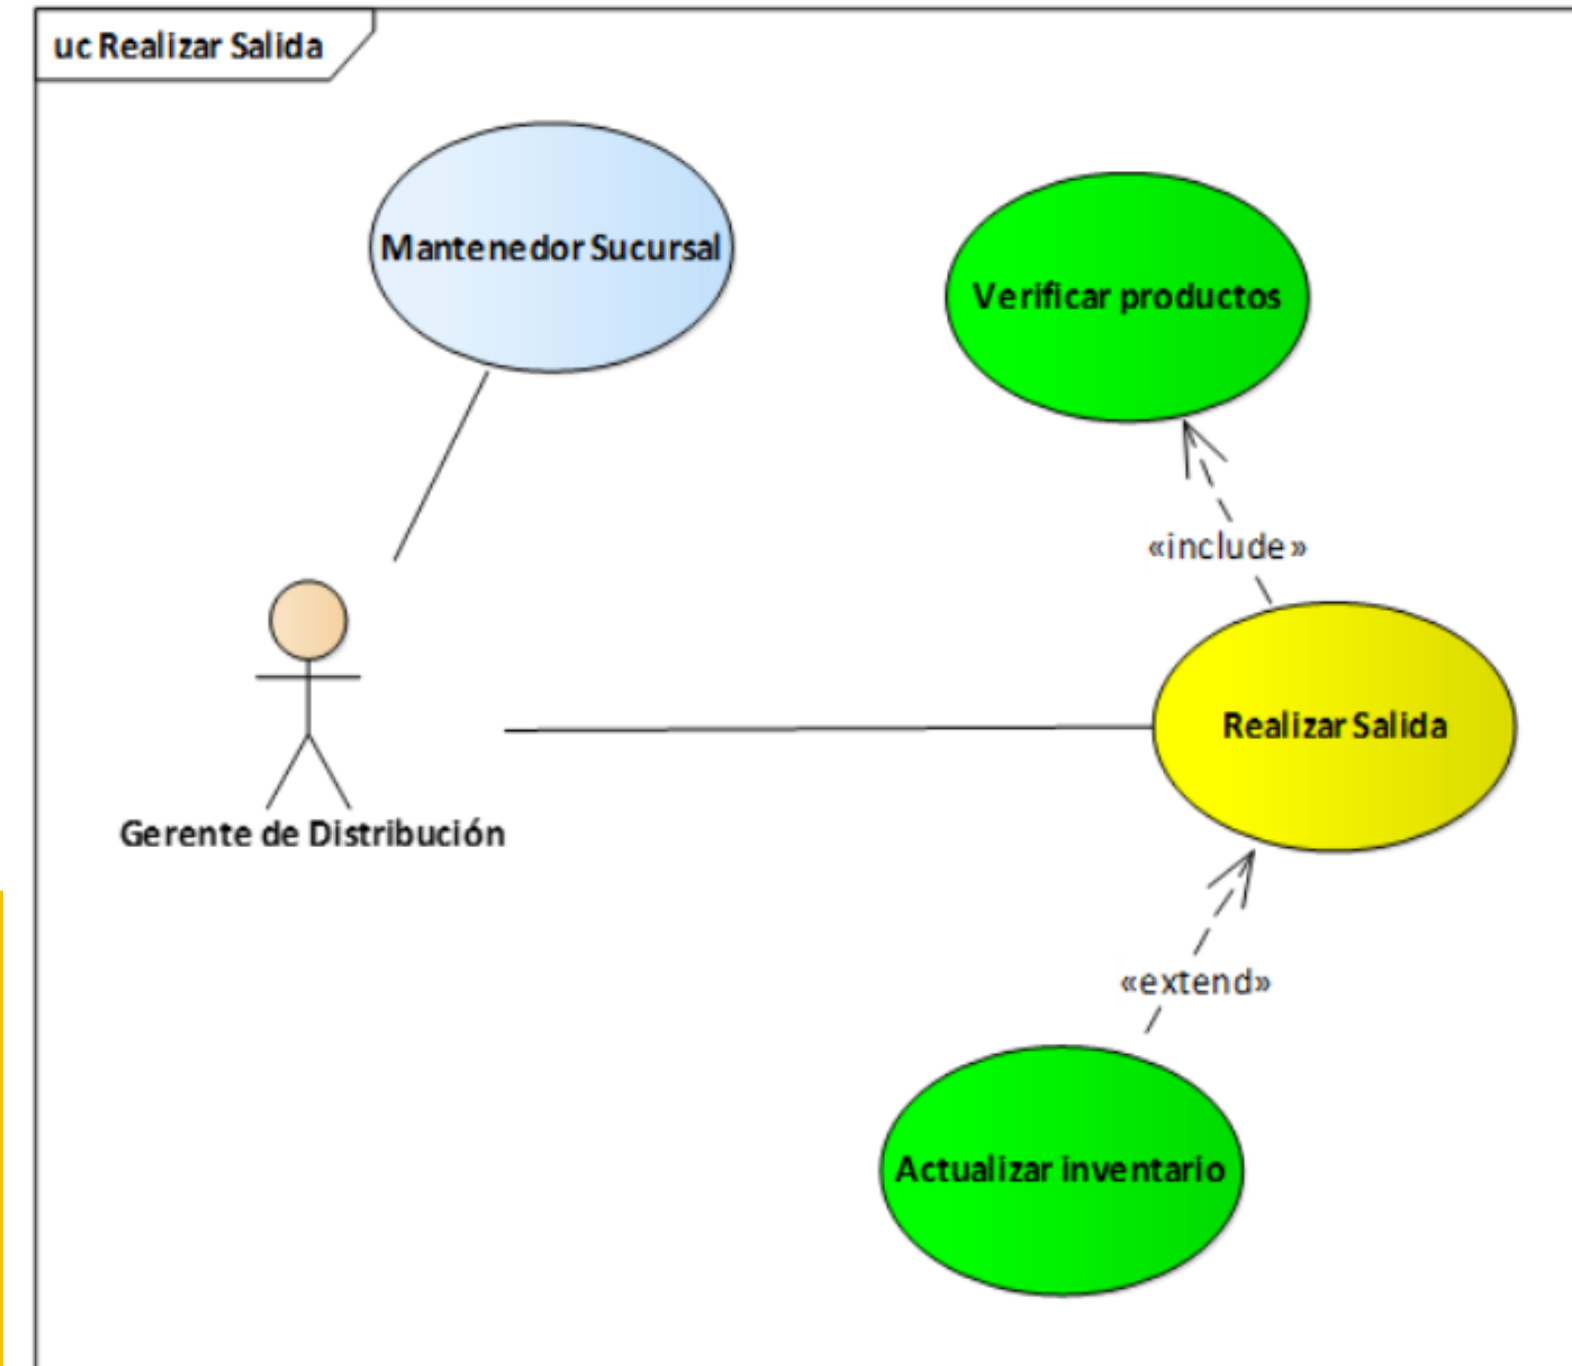 uc Realizar Salida
Mantenedor Sucursal
Verificar productos
«include»
Realizar Salida
Gerente de Distribución
«extend»
Actualizar inventario